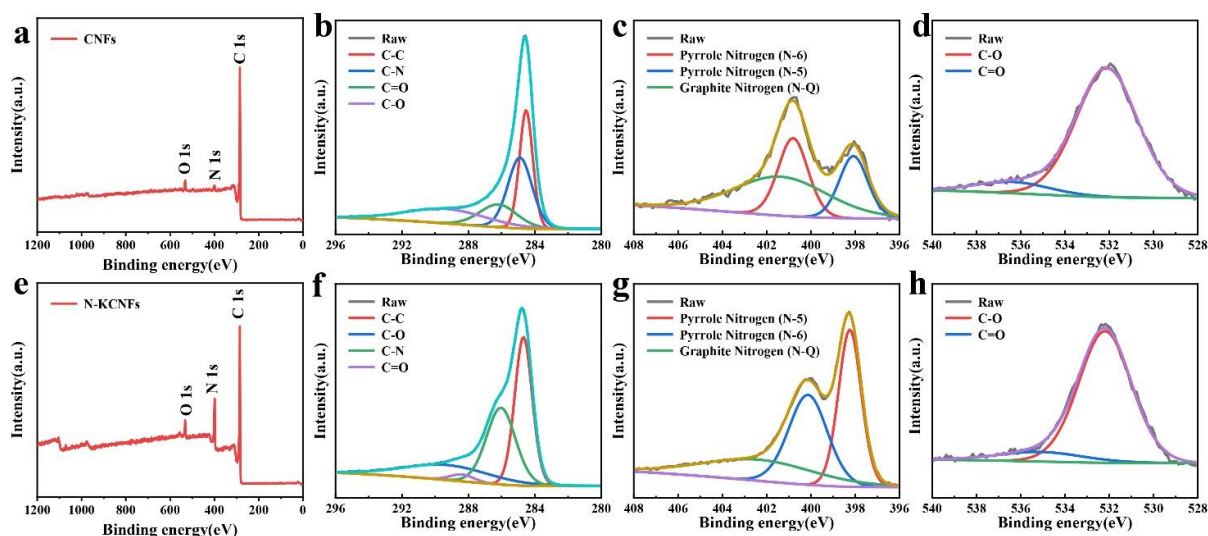 a
CNFs
Intensity(a.u.)
O 1s
N 1s
C 1s
1200 1000 800 600 400 200 0
Binding energy(eV)
b
Raw
C-C
C-N
C=O
C-O
Intensity(a.u.)
296 292 288 284 280
Binding energy(eV)
c
Raw
Pyrrole Nitrogen (N-6)
Pyrrole Nitrogen (N-5)
Graphite Nitrogen (N-Q)
Intensity(a.u.)
408 406 404 402 400 398 396
Binding energy(eV)
d
C-O
C=O
Intensity(a.u.)
540 538 536 534 532 530 528
Binding energy(eV)
e
N-KCNFs
Intensity(a.u.)
O 1s
N 1s
C 1s
1200 1000 800 600 400 200 0
Binding energy(eV)
f
Raw
C-C
C-O
C-N
C=O
Intensity(a.u.)
296 292 288 284 280
Binding energy(eV)
g
Raw
Pyrrole Nitrogen (N-5)
Pyrrole Nitrogen (N-6)
Graphite Nitrogen (N-Q)
Intensity(a.u.)
408 406 404 402 400 398 396
Binding energy(eV)
h
Raw
C-O
C=O
Intensity(a.u.)
540 538 536 534 532 530 528
Binding energy(eV)